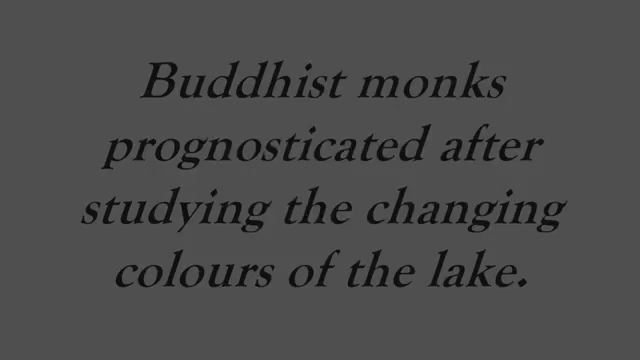 Buddhist monks
prognosticated after
studying the changing
colours of the lake.